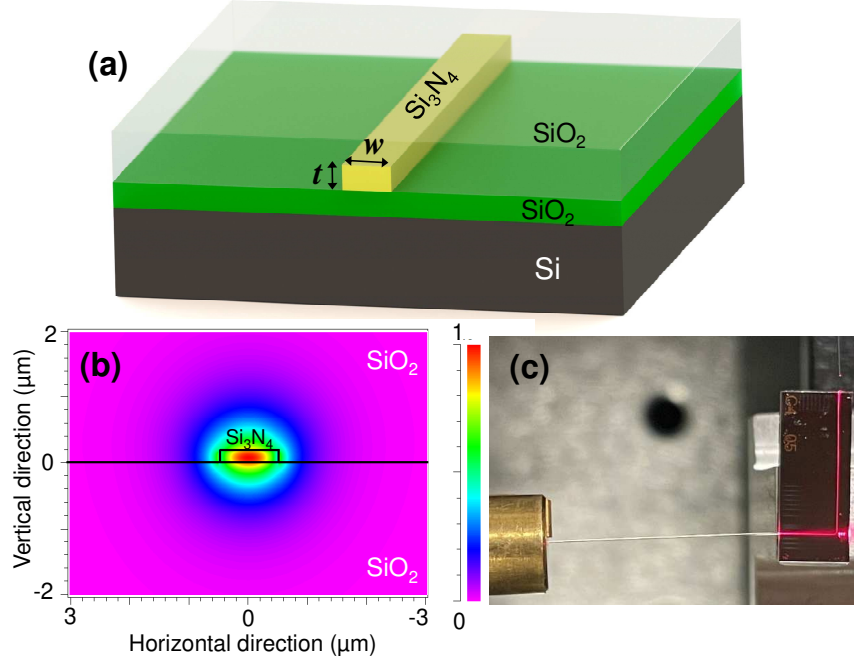 (a)
Si₃N₄
w
t
SiO₂
SiO₂
Si
(b)
2
0
-2
Vertical direction (μm)
SiO₂
Si₃N₄
SiO₂
3
0
-3
Horizontal direction (μm)
1
0
(c)